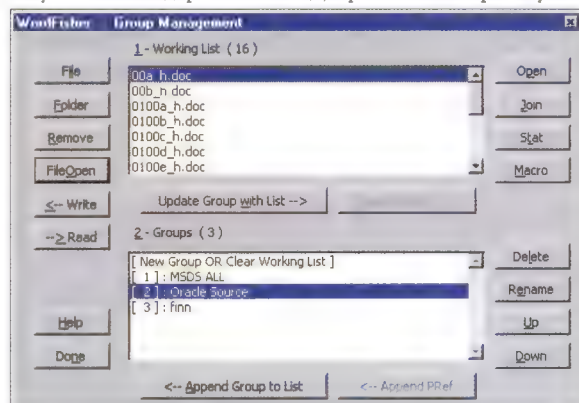 WordFisher Group Management
1 - Working List ( 16 )
File
Open
00a_h.doc
00b_h.doc
Folder
Join
0100a_h.doc
0100b_h.doc
Remove
Stat
0100c_h.doc
0100d_h.doc
FileOpen
Macro
0100e_h.doc
<-- Write
Update Group with List -->
--> Read
2 - Groups ( 3 )
[ New Group OR Clear Working List ]
Delete
[ 1 ] : MSDS ALL
[ 2 ] : Oracle Source
Rename
[ 3 ] : finn
Help
Up
Done
Down
<-- Append Group to List
<-- Append PRef